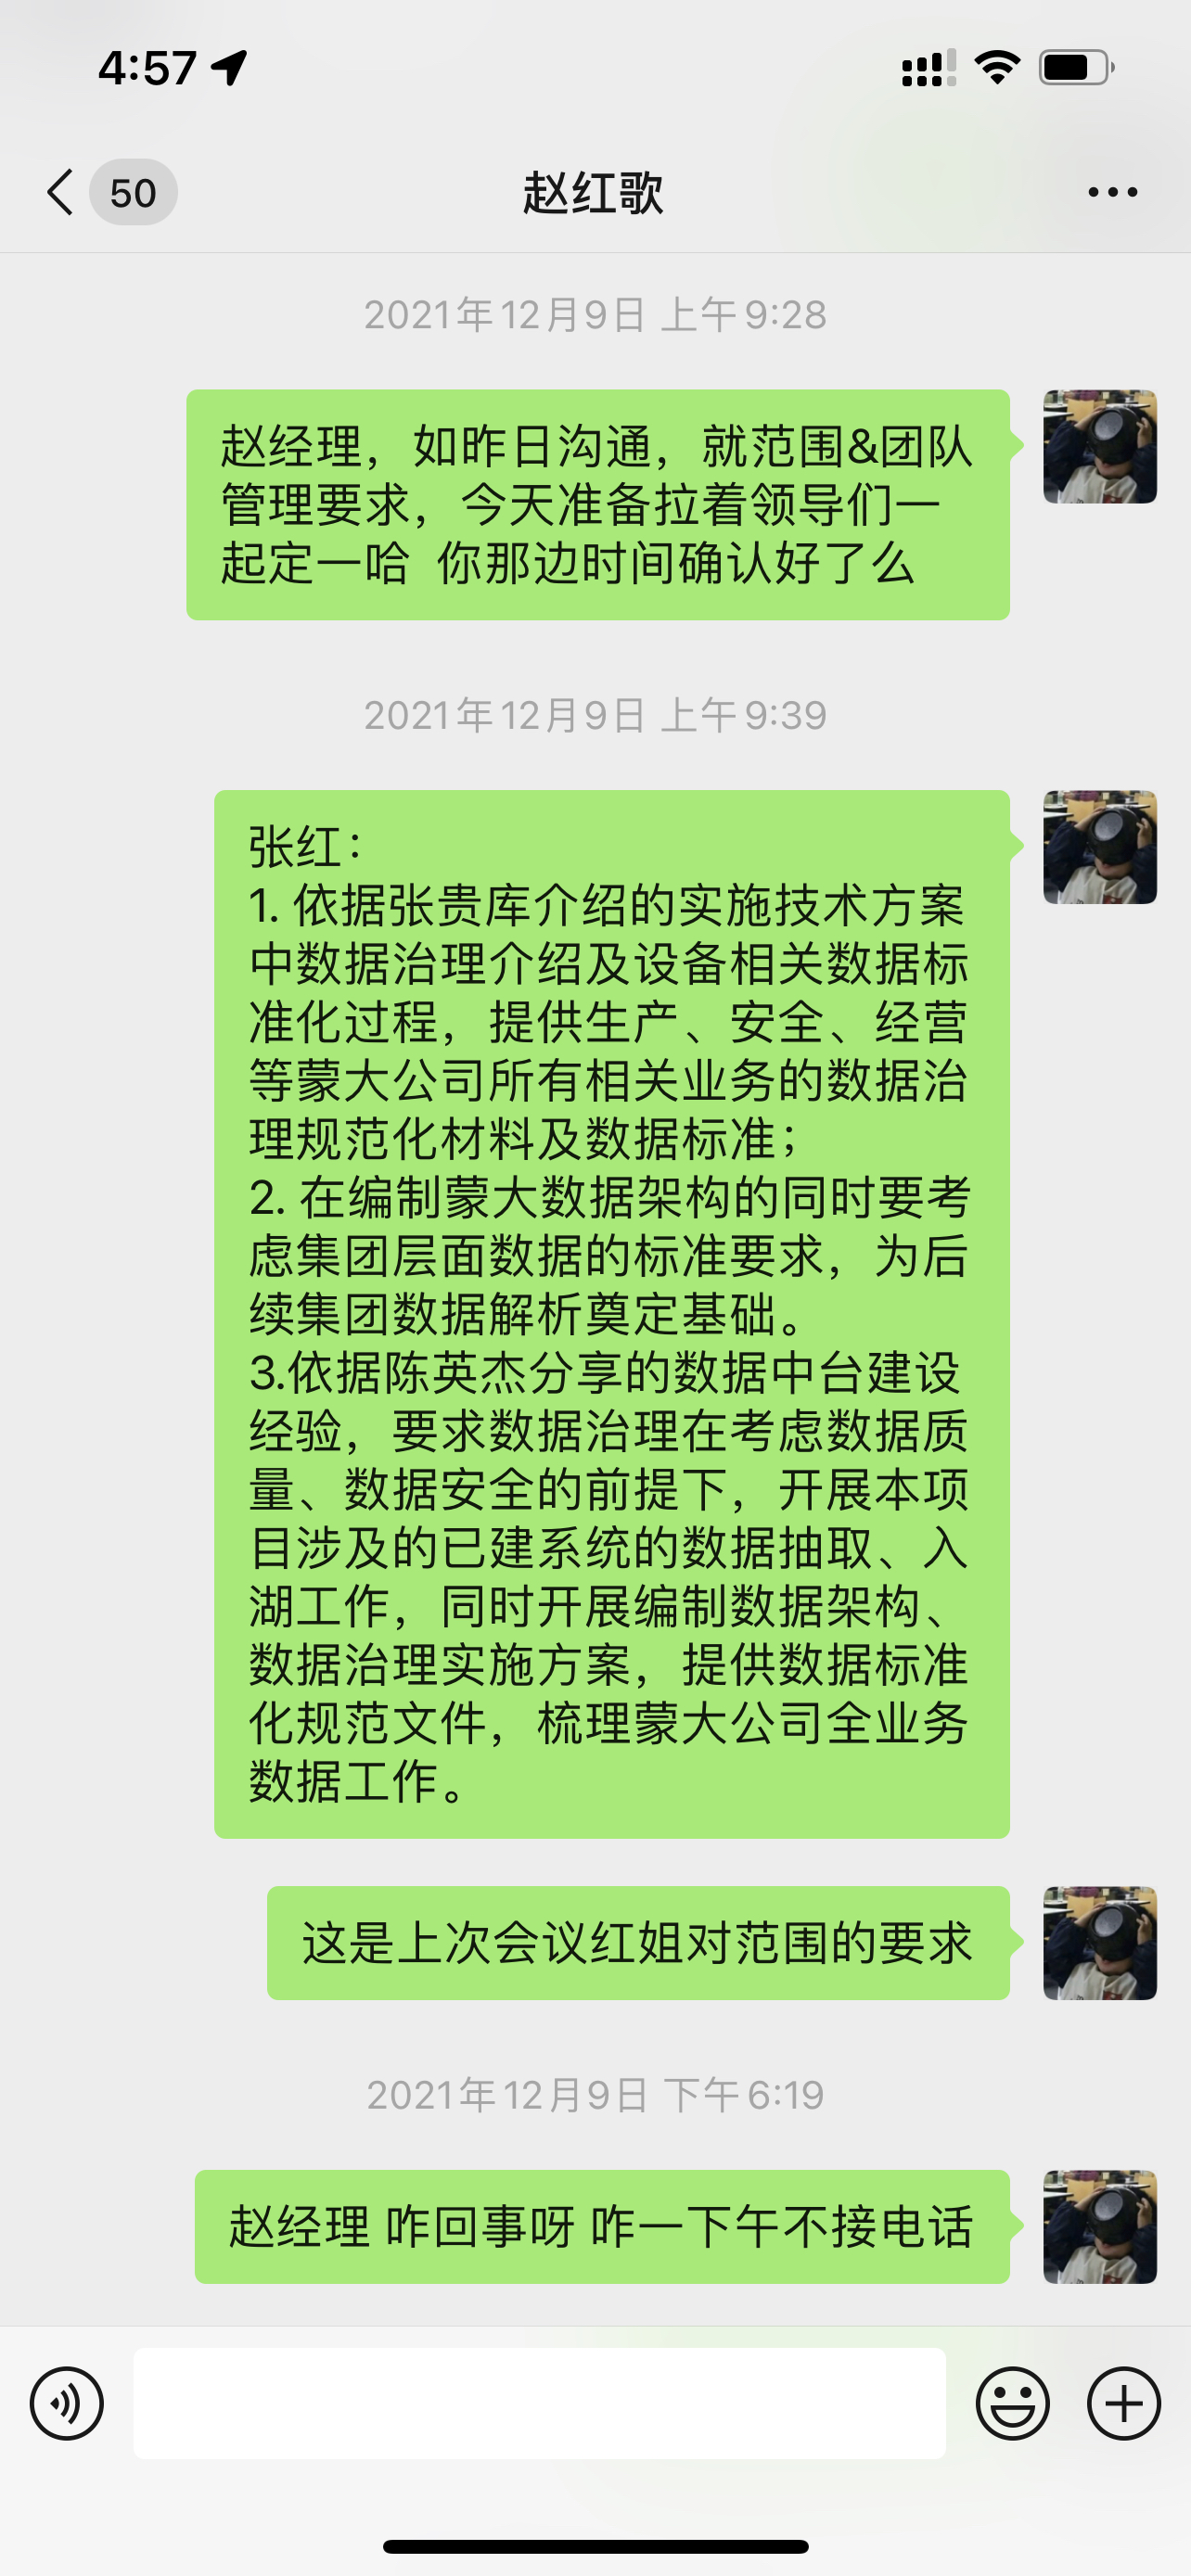 4:57
50
赵红歌
2021年12月9日 上午9:28
赵经理，如昨日沟通，就范围&团队
管理要求，今天准备拉着领导们一
起定一哈 你那边时间确认好了么
2021年12月9日 上午9:39
张红：
1. 依据张贵库介绍的实施技术方案
中数据治理介绍及设备相关数据标
准化过程，提供生产、安全、经营
等蒙大公司所有相关业务的数据治
理规范化材料及数据标准；
2. 在编制蒙大数据架构的同时要考
虑集团层面数据的标准要求，为后
续集团数据解析奠定基础。
3.依据陈英杰分享的数据中台建设
经验，要求数据治理在考虑数据质
量、数据安全的前提下，开展本项
目涉及的已建系统的数据抽取、入
湖工作，同时开展编制数据架构、
数据治理实施方案，提供数据标准
化规范文件，梳理蒙大公司全业务
数据工作。
这是上次会议红姐对范围的要求
2021年12月9日 下午6:19
赵经理 咋回事呀 咋一下午不接电话